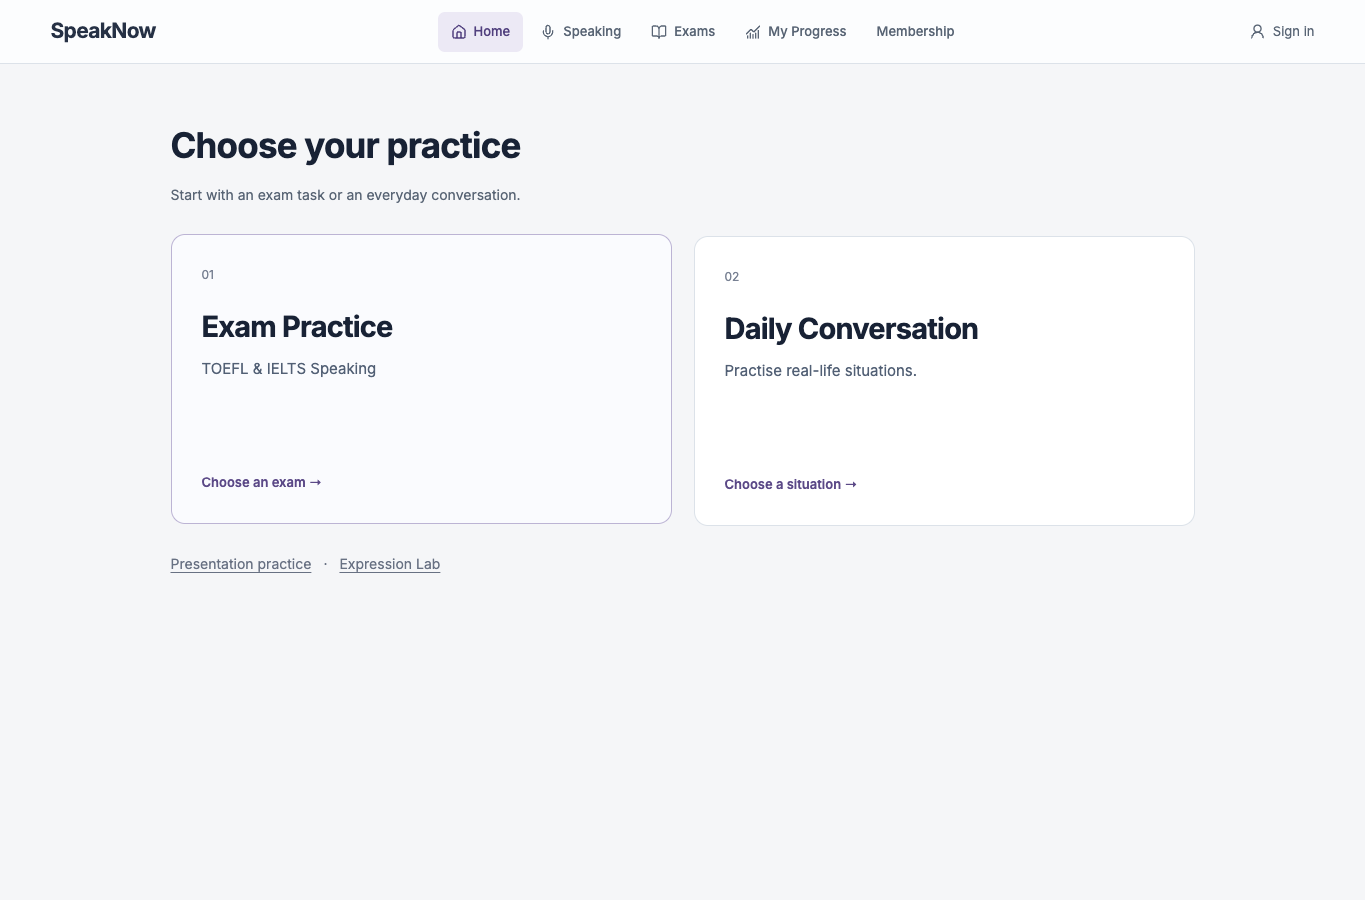 SpeakNow
Home
Speaking
Exams
My Progress
Membership
Sign In
Choose your practice
Start with an exam task or an everyday conversation.
01
Exam Practice
TOEFL & IELTS Speaking
Choose an exam →
02
Daily Conversation
Practise real-life situations.
Choose a situation →
Presentation practice · Expression Lab